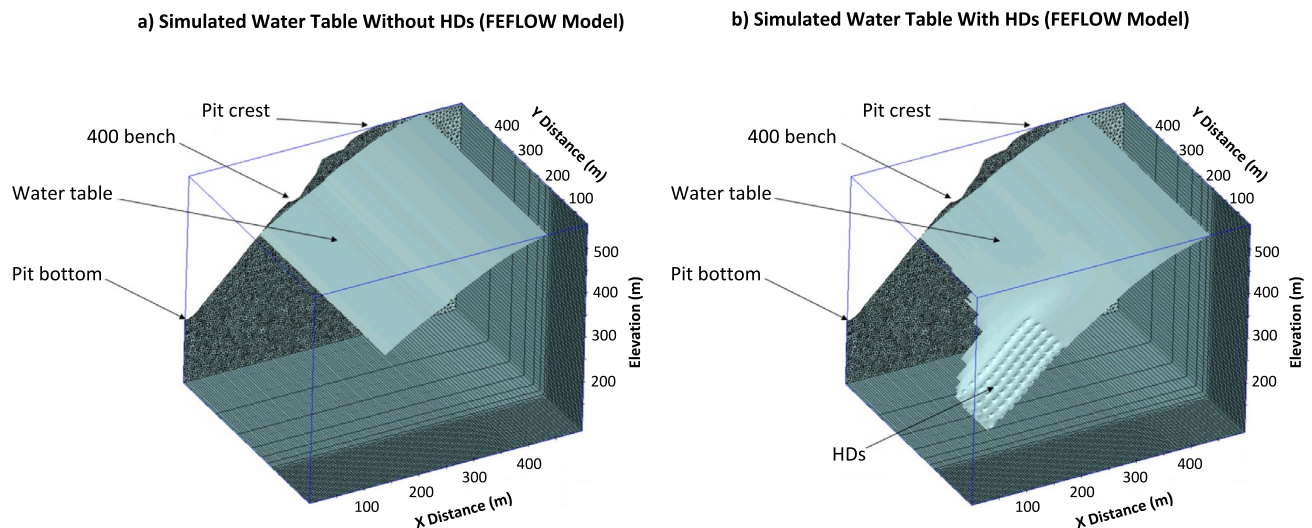 a) Simulated Water Table Without HDs (FEFLOW Model)
Pit crest
400 bench
Water table
Pit bottom
400
300
200
100
Y Distance (m)
500
400
300
200
Elevation (m)
100
200
300
400
X Distance (m)
b) Simulated Water Table With HDs (FEFLOW Model)
Pit crest
400 bench
Water table
Pit bottom
HDs
400
300
200
100
Y Distance (m)
500
400
300
200
Elevation (m)
100
200
300
400
X Distance (m)